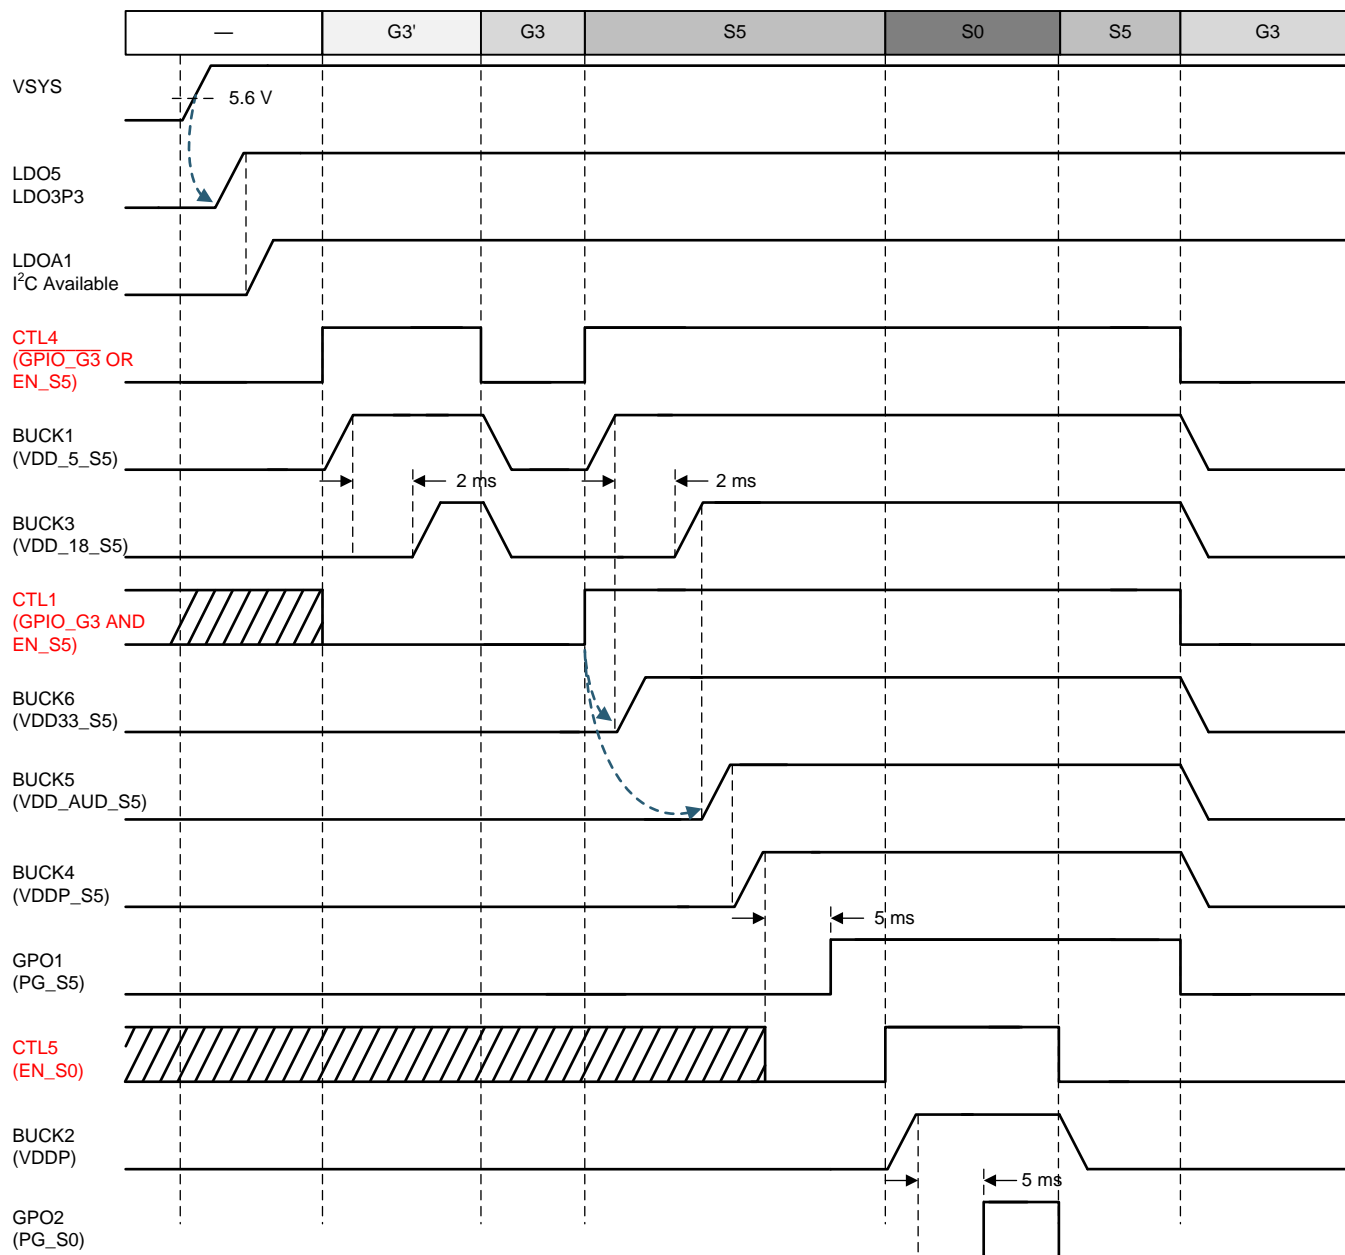 — G3' G3 S5 S0 S5 G3
VSYS
5.6 V
LDO5
LDO3P3
LDOA1
I²C Available
CTL4
(GPIO_G3 OR
EN_S5)
BUCK1
(VDD_5_S5)
2 ms 2 ms
BUCK3
(VDD_18_S5)
CTL1
(GPIO_G3 AND
EN_S5)
BUCK6
(VDD33_S5)
BUCK5
(VDD_AUD_S5)
BUCK4
(VDDP_S5)
5 ms
GPO1
(PG_S5)
CTL5
(EN_S0)
BUCK2
(VDDP)
5 ms
GPO2
(PG_S0)